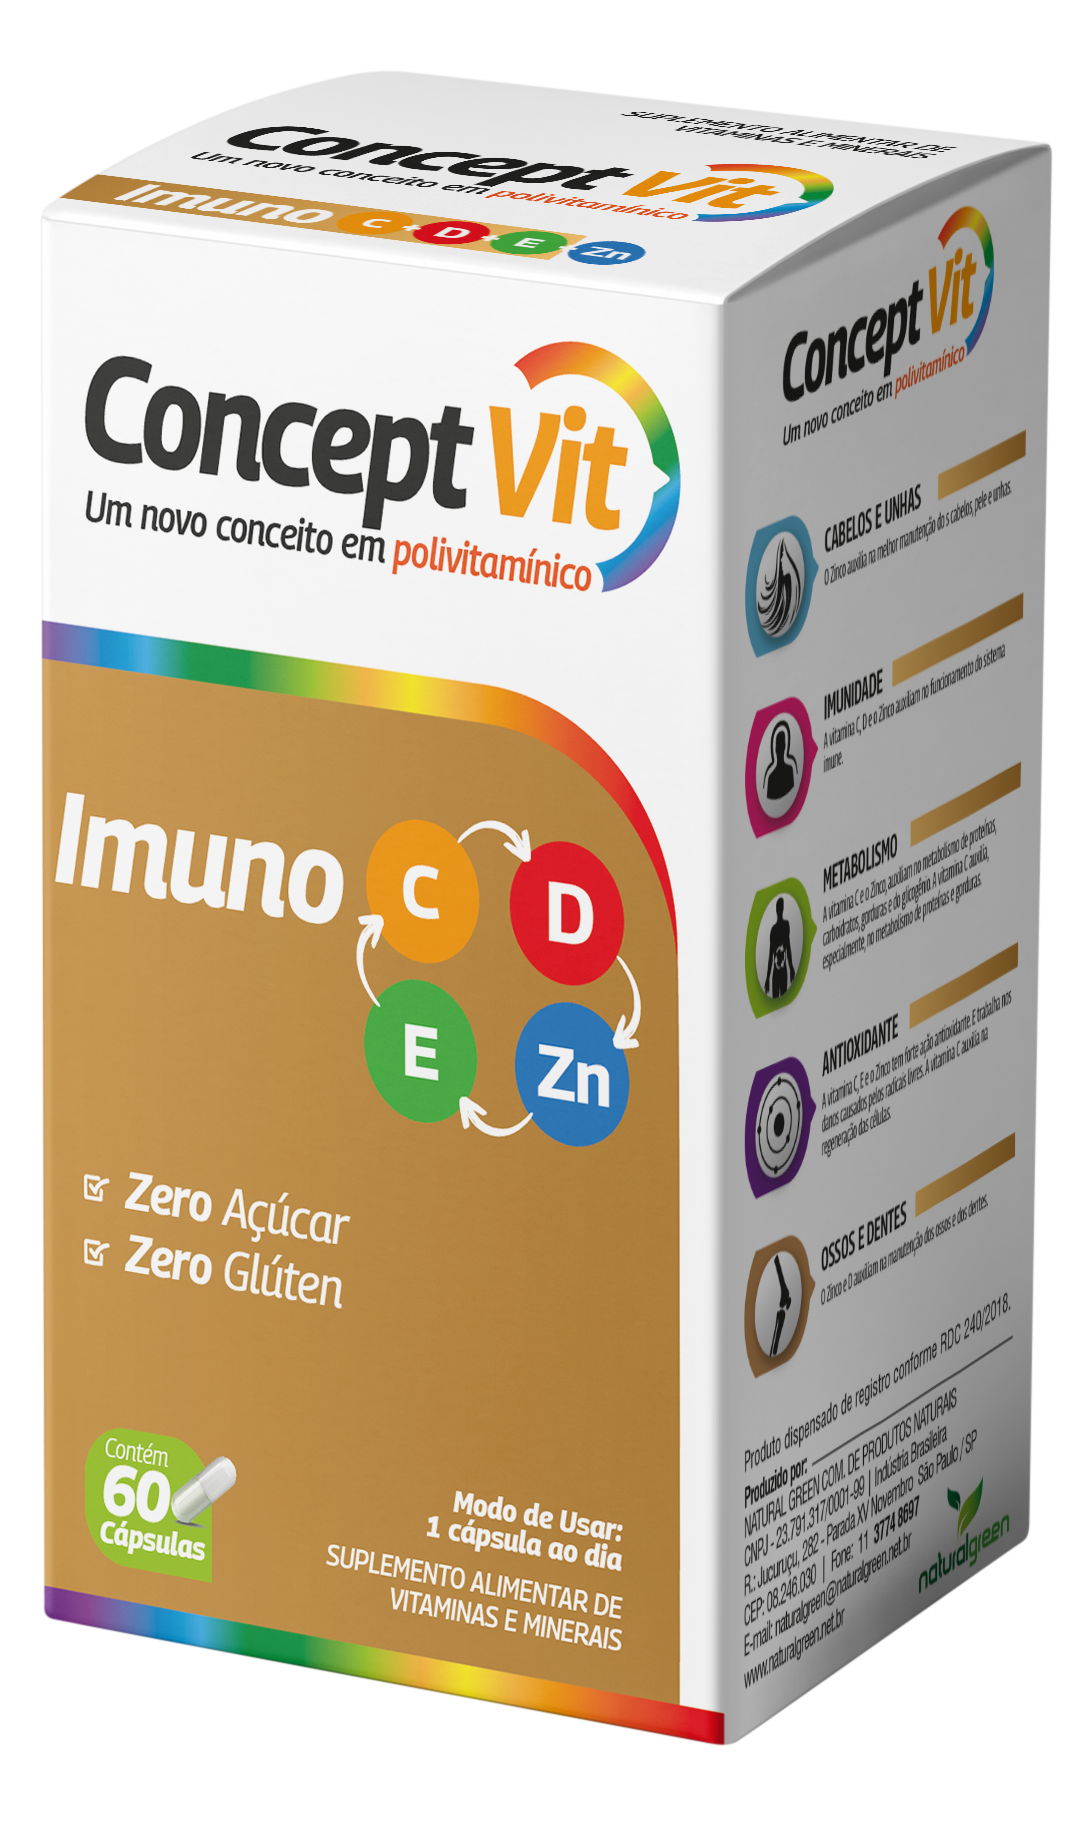 SUPLEMENTO ALIMENTAR DE
VITAMINAS E MINERAIS
Concept Vit
Um novo conceito em polivitamínico
Imuno C + D + E + Zn
Concept Vit
Um novo conceito em polivitamínico
Imuno
C
D
E
Zn
Zero Açúcar
Zero Glúten
Contém
60
Cápsulas
Modo de Usar:
1 cápsula ao dia
SUPLEMENTO ALIMENTAR DE
VITAMINAS E MINERAIS
Concept Vit
Um novo conceito em polivitamínico
CABELOS E UNHAS
O Zinco auxilia na melhor manutenção do s cabelos, pele e unhas.
IMUNIDADE
A vitamina C, D e o Zinco auxiliam no funcionamento do sistema
imune.
METABOLISMO
A vitamina C e o Zinco, auxiliam no metabolismo de proteínas,
carboidratos, gorduras e do glicogênio. A vitamina C auxilia,
especialmente, no metabolismo de proteínas e gorduras.
ANTIOXIDANTE
A vitamina C, E e o Zinco tem forte ação antioxidante. E trabalha nos
danos causados pelos radicais livres. A vitamina C auxilia na
regeneração das células.
OSSOS E DENTES
O Zinco e D auxiliam na manutenção dos ossos e dos dentes.
Produto dispensado de registro conforme RDC 240/2018.
Produzido por:
NATURAL GREEN COM. DE PRODUTOS NATURAIS
CNPJ - 23.791.317/0001-99 | Indústria Brasileira
R.: Jucuruçu, 282 - Parada XV Novembro São Paulo / SP
CEP: 08.246.030 | Fone: 11 3774 8697
E-mail: naturalgreen@naturalgreen.net.br
www.naturalgreen.net.br
naturalgreen